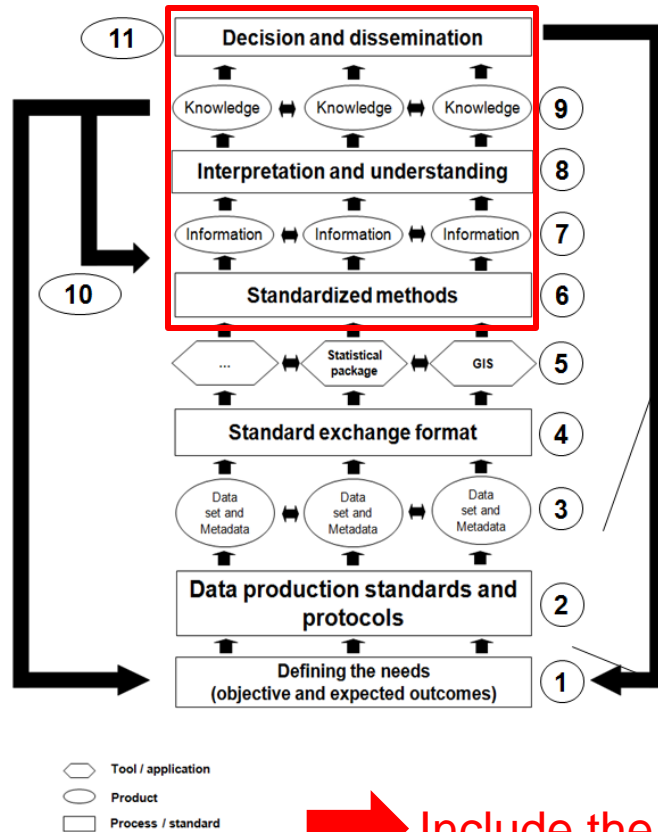 11
Decision and dissemination
Knowledge Knowledge Knowledge
9
Interpretation and understanding
8
Information Information Information
7
10
Standardized methods
6
...
Statistical
package
GIS
5
Standard exchange format
4
Data
set and
Metadata
Data
set and
Metadata
Data
set and
Metadata
3
Data production standards and
protocols
2
Defining the needs
(objective and expected outcomes)
1
Tool / application
Product
Process / standard
Include the